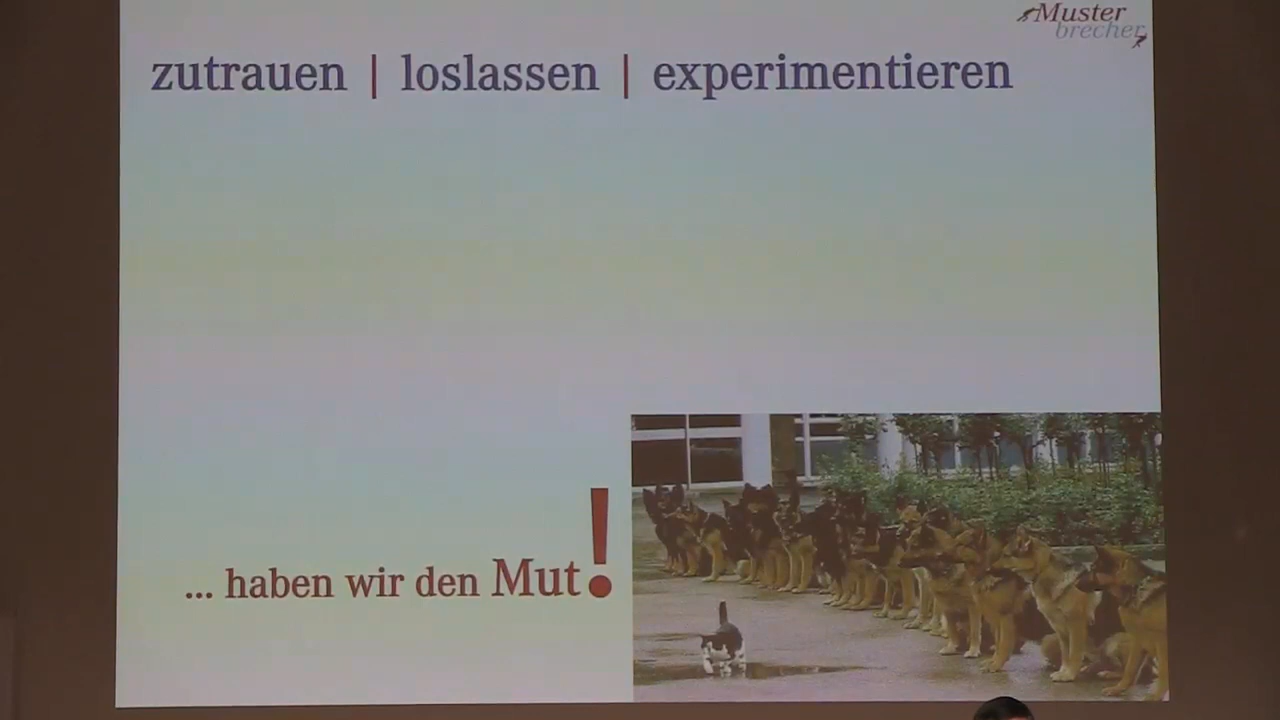 Muster
brecher
zutrauen | loslassen | experimentieren
... haben wir den Mut!